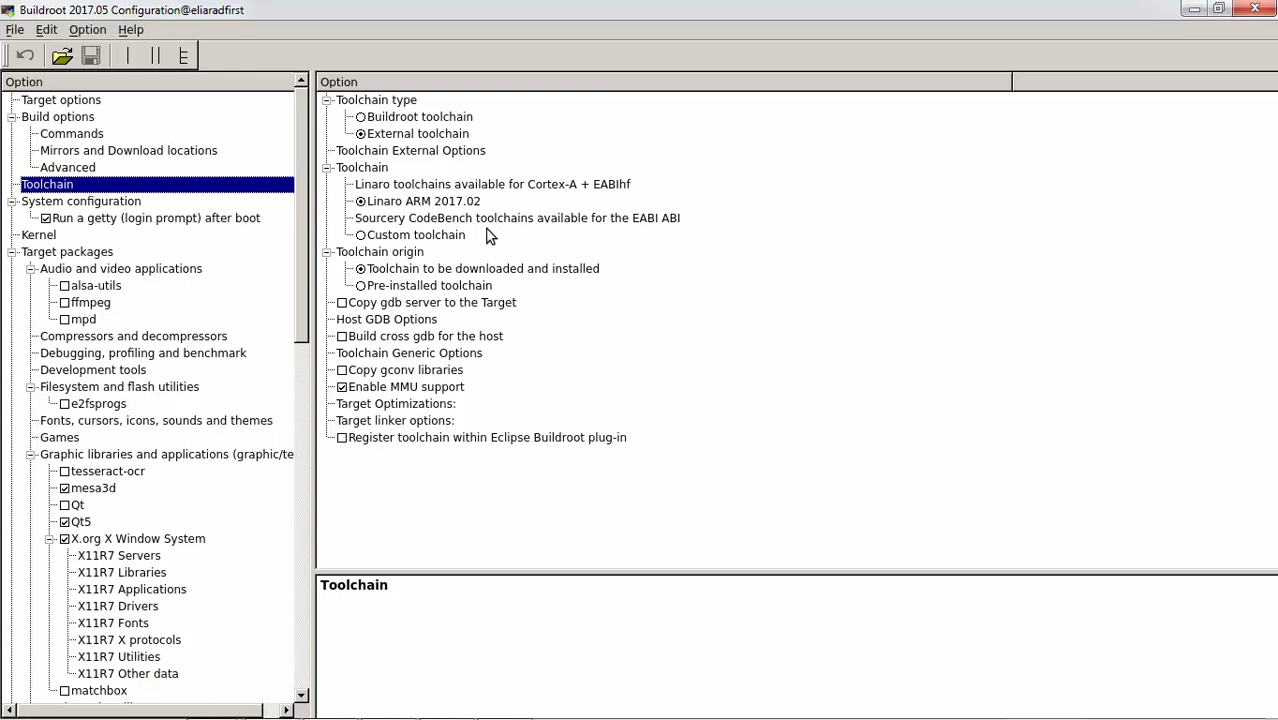 Buildroot 2017.05 Configuration@eliaradfirst
File Edit Option Help
Option
Target options
Build options
Commands
Mirrors and Download locations
Advanced
Toolchain
System configuration
Run a getty (login prompt) after boot
Kernel
Target packages
Audio and video applications
alsa-utils
ffmpeg
mpd
Compressors and decompressors
Debugging, profiling and benchmark
Development tools
Filesystem and flash utilities
e2fsprogs
Fonts, cursors, icons, sounds and themes
Games
Graphic libraries and applications (graphic/te
tesseract-ocr
mesa3d
Qt
Qt5
X.org X Window System
X11R7 Servers
X11R7 Libraries
X11R7 Applications
X11R7 Drivers
X11R7 Fonts
X11R7 X protocols
X11R7 Utilities
X11R7 Other data
matchbox
Option
Toolchain type
Buildroot toolchain
External toolchain
Toolchain External Options
Toolchain
Linaro toolchains available for Cortex-A + EABIhf
Linaro ARM 2017.02
Sourcery CodeBench toolchains available for the EABI ABI
Custom toolchain
Toolchain origin
Toolchain to be downloaded and installed
Pre-installed toolchain
Copy gdb server to the Target
Host GDB Options
Build cross gdb for the host
Toolchain Generic Options
Copy gconv libraries
Enable MMU support
Target Optimizations:
Target linker options:
Register toolchain within Eclipse Buildroot plug-in
Toolchain